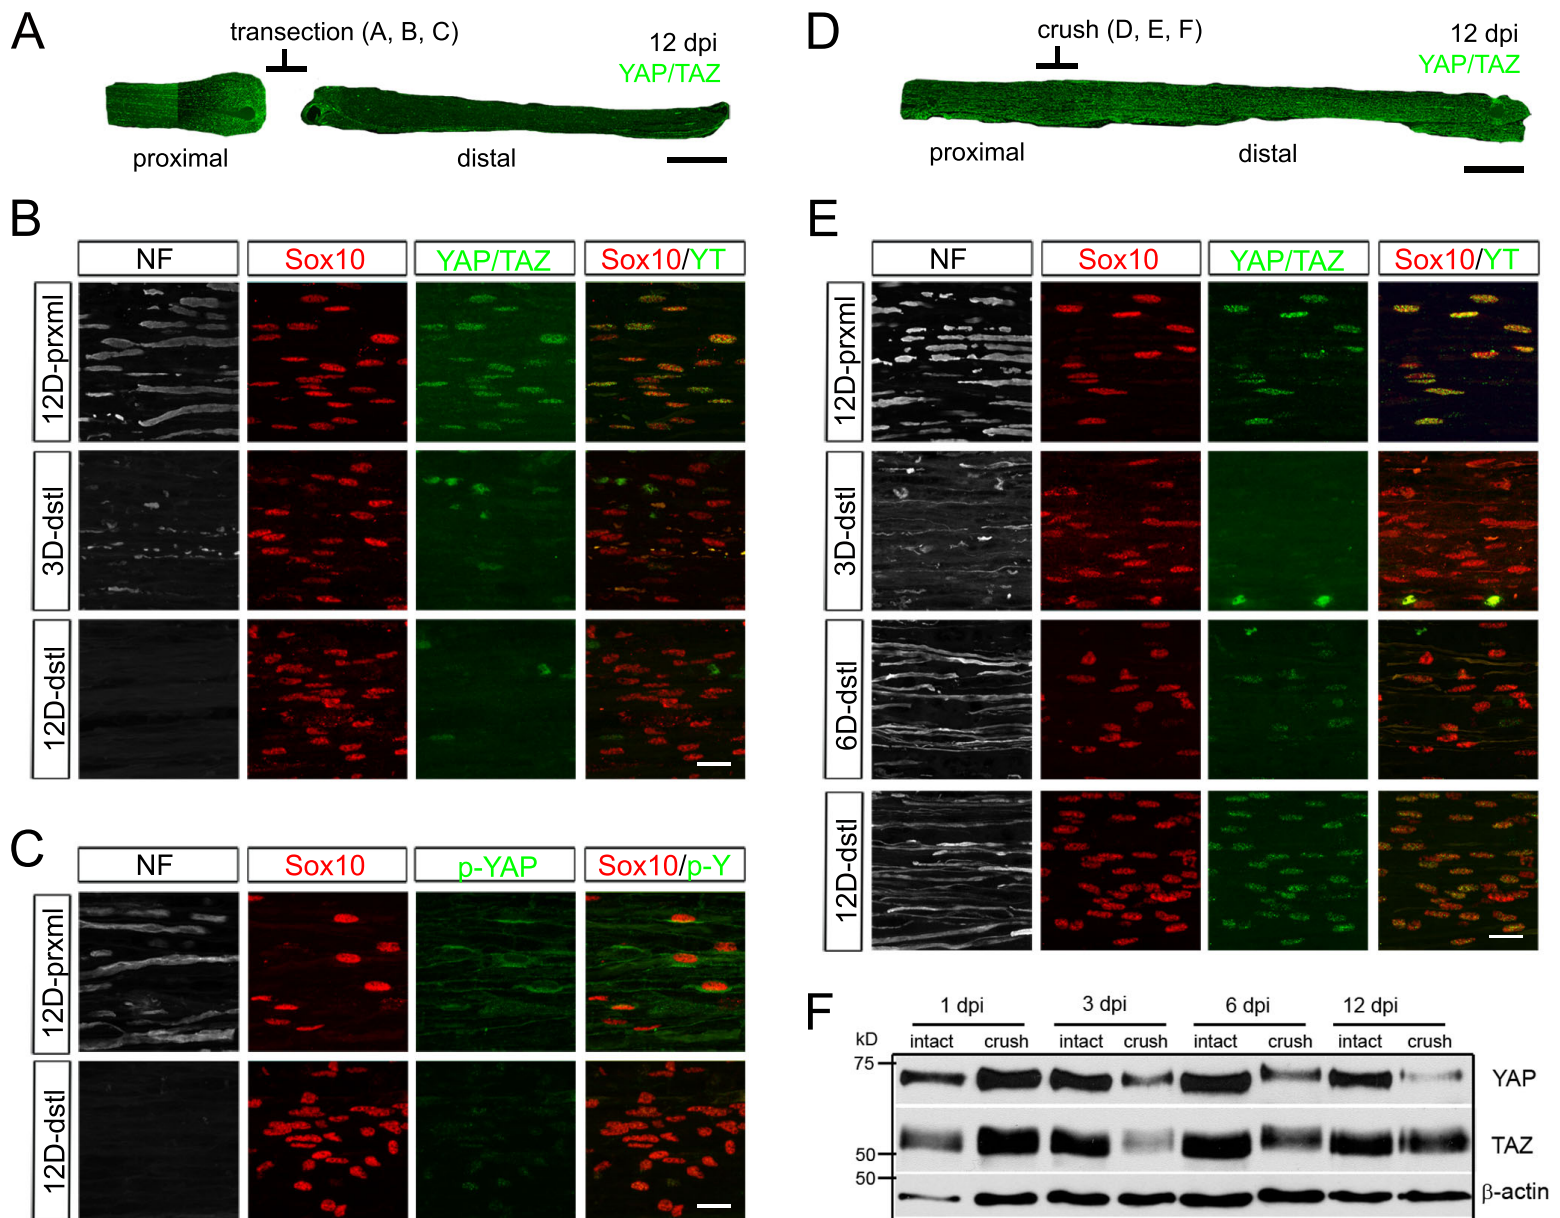 A
transection (A, B, C)
12 dpi
YAP/TAZ
proximal
distal
B
NF
Sox10
YAP/TAZ
Sox10/YT
12D-prxml
3D-dstl
12D-dstl
C
NF
Sox10
p-YAP
Sox10/p-Y
12D-prxml
12D-dstl
D
crush (D, E, F)
12 dpi
YAP/TAZ
proximal
distal
E
NF
Sox10
YAP/TAZ
Sox10/YT
12D-prxml
3D-dstl
6D-dstl
12D-dstl
F
1 dpi 3 dpi 6 dpi 12 dpi
kD intact crush intact crush intact crush intact crush
75
YAP
TAZ
50
50
β-actin